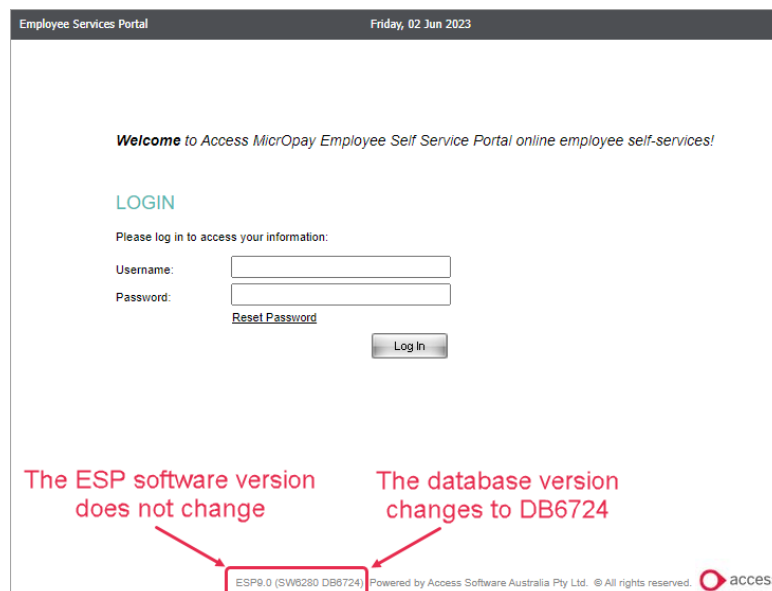 Employee Services Portal Friday, 02 Jun 2023
Welcome to Access MicrOpay Employee Self Service Portal online employee self-services!
LOGIN
Please log in to access your information:
Username:
Password:
Reset Password
Log In
The ESP software version
does not change
The database version
changes to DB6724
ESP9.0 (SW6280 DB6724) Powered by Access Software Australia Pty Ltd. © All rights reserved. access